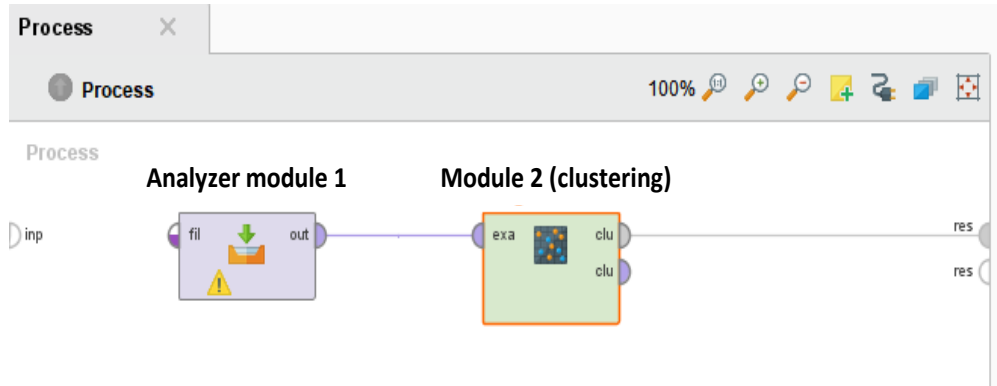 Process
Process
100%
Process
Analyzer module 1
Module 2 (clustering)
inp
fil
out
exa
clu
res
clu
res